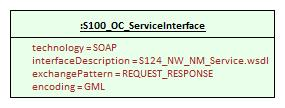 :S100_OC_ServiceInterface
technology = SOAP
interfaceDescription = S124_NW_NM_Service.wsdl
exchangePattern = REQUEST_RESPONSE
encoding = GML